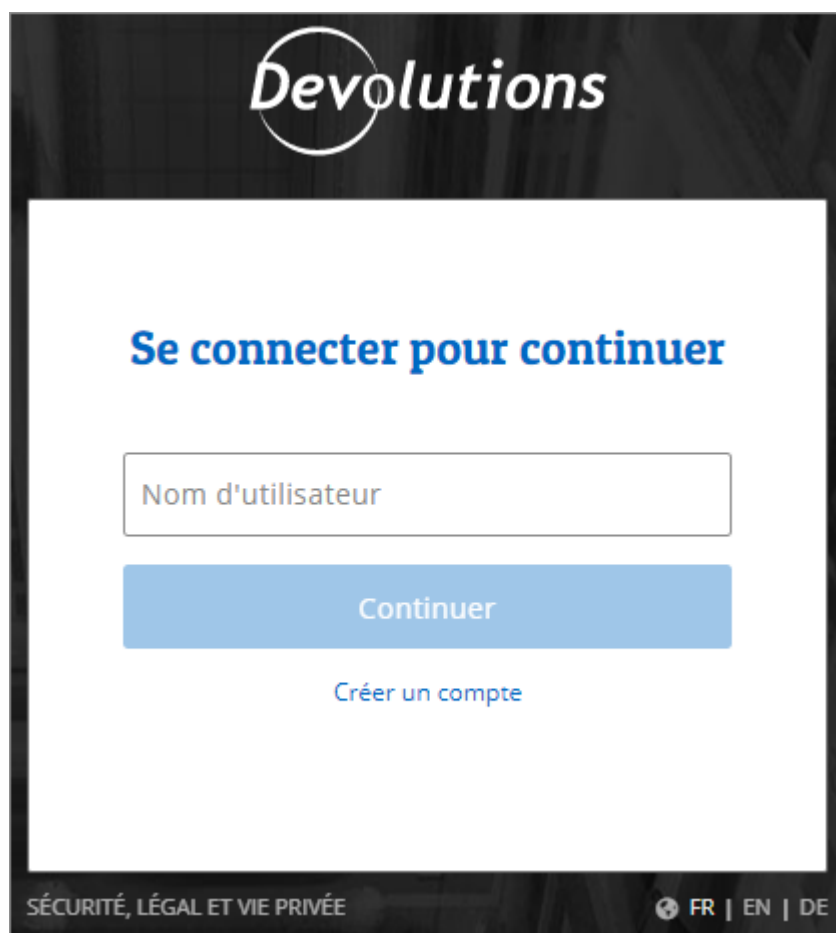 Devolutions
Se connecter pour continuer
Nom d'utilisateur
Continuer
Créer un compte
SÉCURITÉ, LÉGAL ET VIE PRIVÉE FR | EN | DE